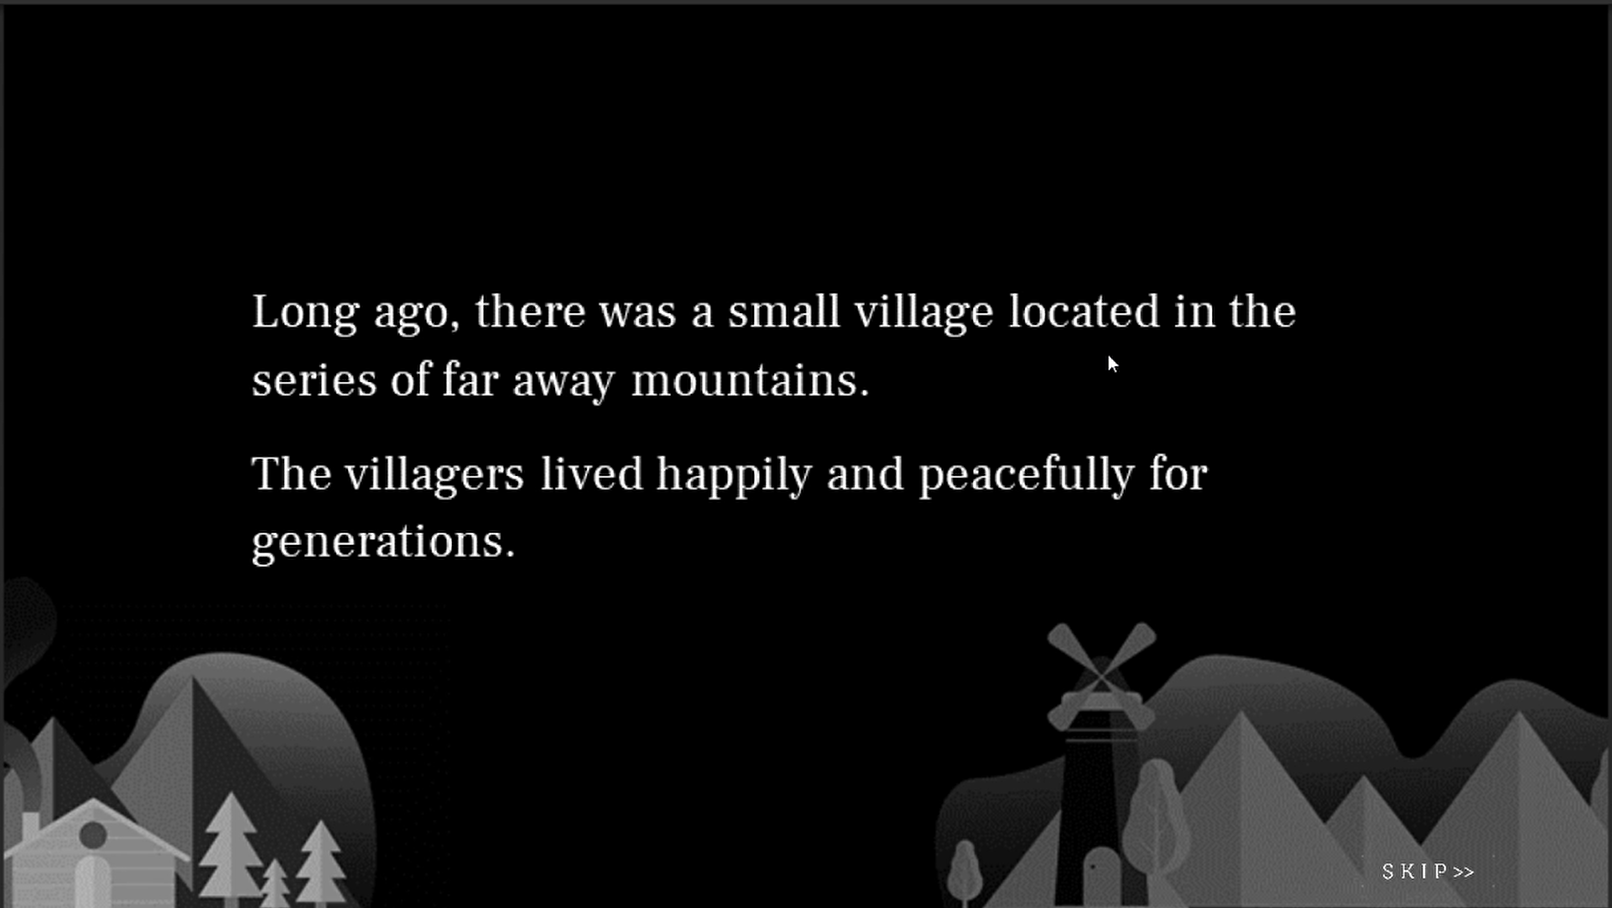 Long ago, there was a small village located in the
series of far away mountains.
The villagers lived happily and peacefully for
generations.
SKIP>>